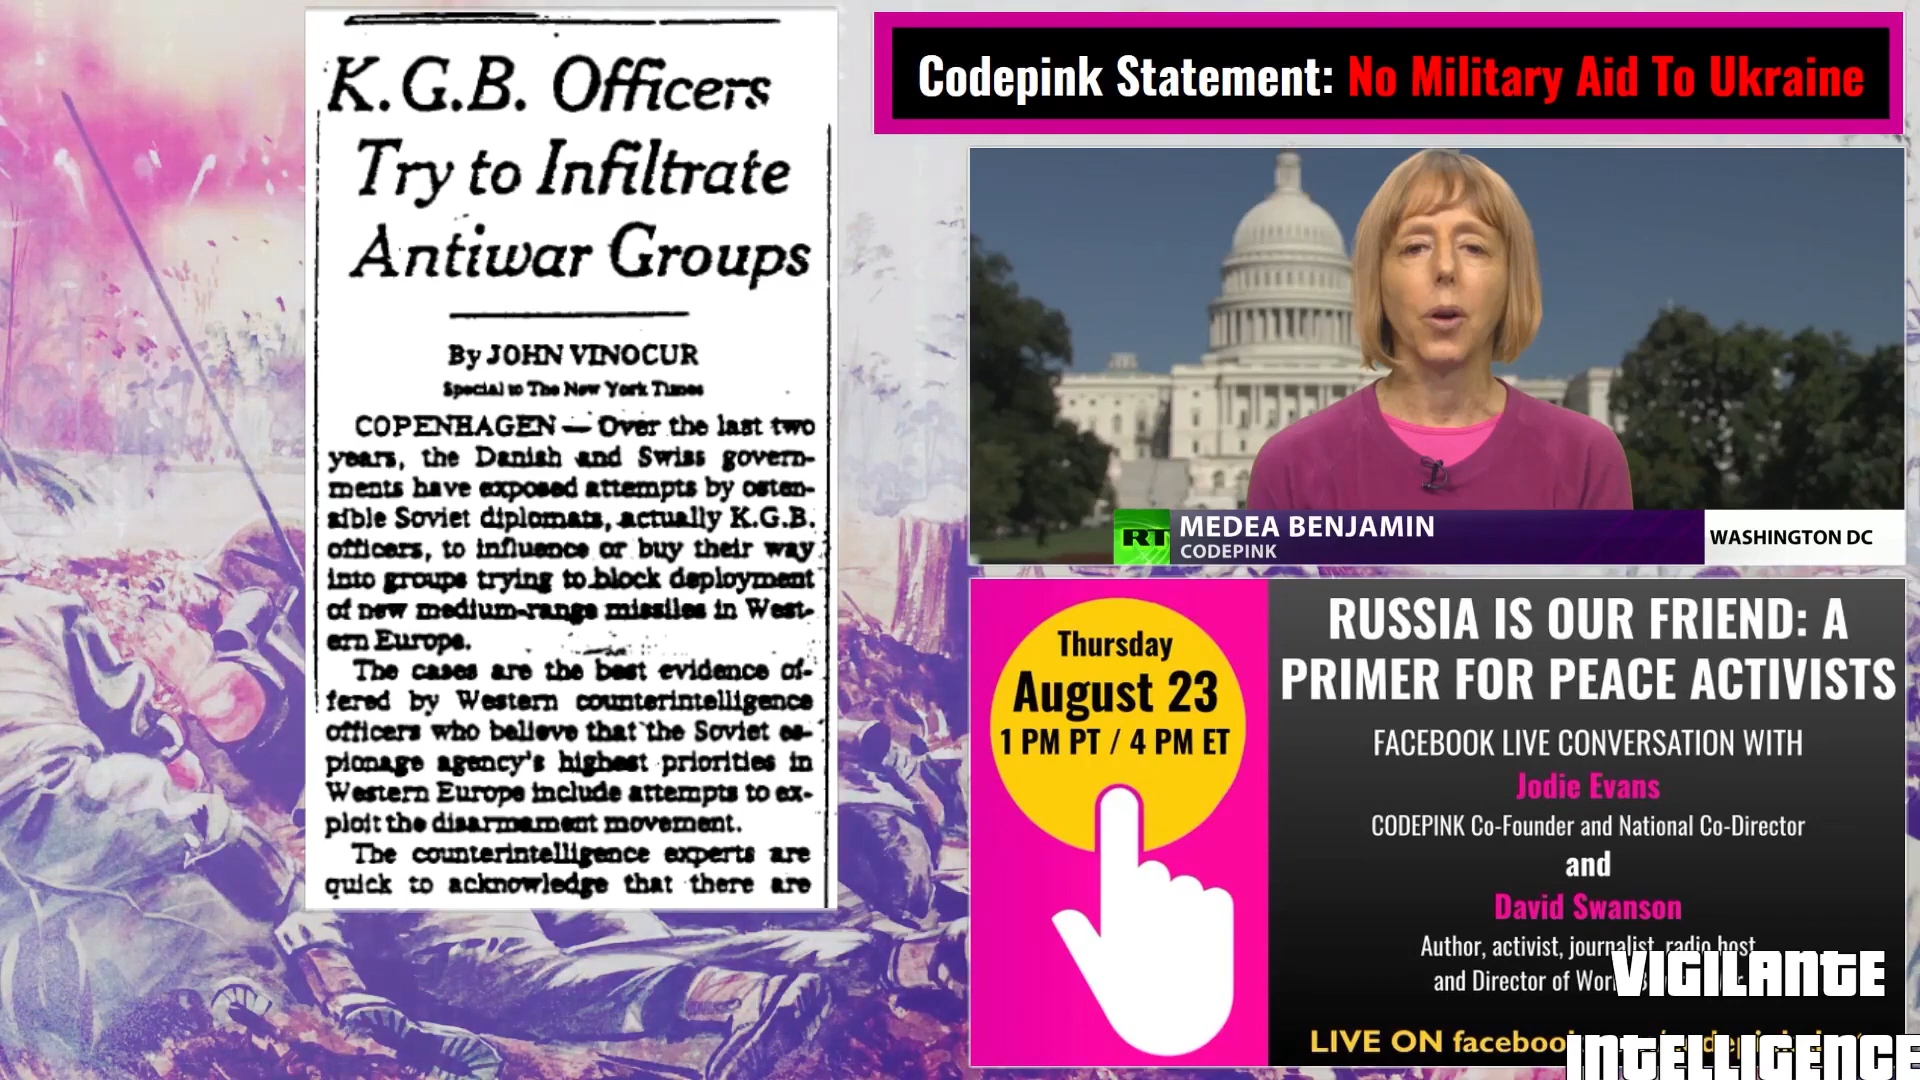 K.G.B. Officers
Try to Infiltrate
Antiwar Groups
By JOHN VINOCUR
Special to The New York Times
COPENHAGEN — Over the last two
years, the Danish and Swiss govern-
ments have exposed attempts by osten-
sible Soviet diplomats, actually K.G.B.
officers, to influence or buy their way
into groups trying to block deployment
of new medium-range missiles in West-
ern Europe.
The cases are the best evidence of-
fered by Western counterintelligence
officers who believe that the Soviet es-
pionage agency's highest priorities in
Western Europe include attempts to ex-
ploit the disarmament movement.
The counterintelligence experts are
quick to acknowledge that there are
Codepink Statement: No Military Aid To Ukraine
RT MEDEA BENJAMIN
CODEPINK
WASHINGTON DC
Thursday
August 23
1 PM PT / 4 PM ET
RUSSIA IS OUR FRIEND: A
PRIMER FOR PEACE ACTIVISTS
FACEBOOK LIVE CONVERSATION WITH
Jodie Evans
CODEPINK Co-Founder and National Co-Director
and
David Swanson
Author, activist, journalist, radio host
and Director of
LIVE ON
VIGILANTE
INTELLIGENCE